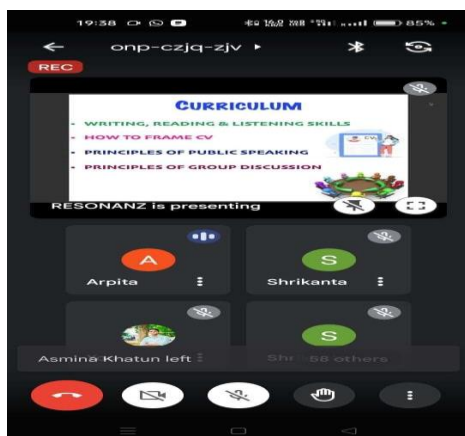 19:38 85%
onp-czjq-zjv
REC
CURRICULUM
WRITING, READING & LISTENING SKILLS
HOW TO FRAME CV
PRINCIPLES OF PUBLIC SPEAKING
PRINCIPLES OF GROUP DISCUSSION
RESONANZ is presenting
A S
Arpita Shrikanta
S
Asmina Khatun left
58 others